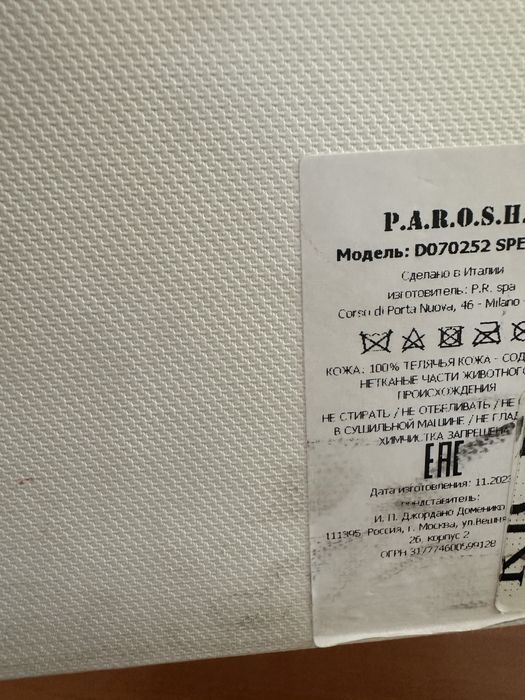 P.A.R.O.S.H.
Модель: D070252 SPE
Сделано в Италии
изготовитель: P.R. spa
Corso di Porta Nuova, 46 - Milano
КОЖА: 100% ТЕЛЯЧЬЯ КОЖА - СОД
НЕТКАНЫЕ ЧАСТИ ЖИВОТНОГО
ПРОИСХОЖДЕНИЯ
НЕ СТИРАТЬ / НЕ ОТБЕЛИВАТЬ / НЕ
В СУШИЛЬНОЙ МАШИНЕ / НЕ ГЛАД
ХИМЧИСТКА ЗАПРЕЩЕНА
EAC
Дата изготовления: 11.2023
представитель:
И. П. Джордано Доменико
111395, Россия, г. Москва, ул.Вешня
26, корпус 2
ОГРН 317774600599128